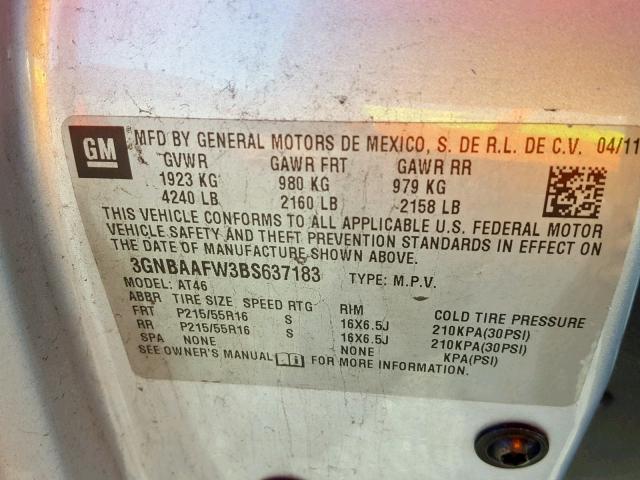 GM
MFD BY GENERAL MOTORS DE MEXICO, S. DE R.L. DE C.V. 04/11
GVWR GAWR FRT GAWR RR
1923 KG 980 KG 979 KG
4240 LB 2160 LB 2158 LB
THIS VEHICLE CONFORMS TO ALL APPLICABLE U.S. FEDERAL MOTOR
VEHICLE SAFETY AND THEFT PREVENTION STANDARDS IN EFFECT ON
THE DATE OF MANUFACTURE SHOWN ABOVE.
3GNBAAFW3BS637183 TYPE: M.P.V.
MODEL: AT46
ABBR TIRE SIZE SPEED RTG RHM COLD TIRE PRESSURE
FRT P215/55R16 S 16X6.5J 210KPA(30PSI)
RR P215/55R16 S 16X6.5J 210KPA(30PSI)
SPA NONE NONE KPA(PSI)
SEE OWNER'S MANUAL FOR MORE INFORMATION.